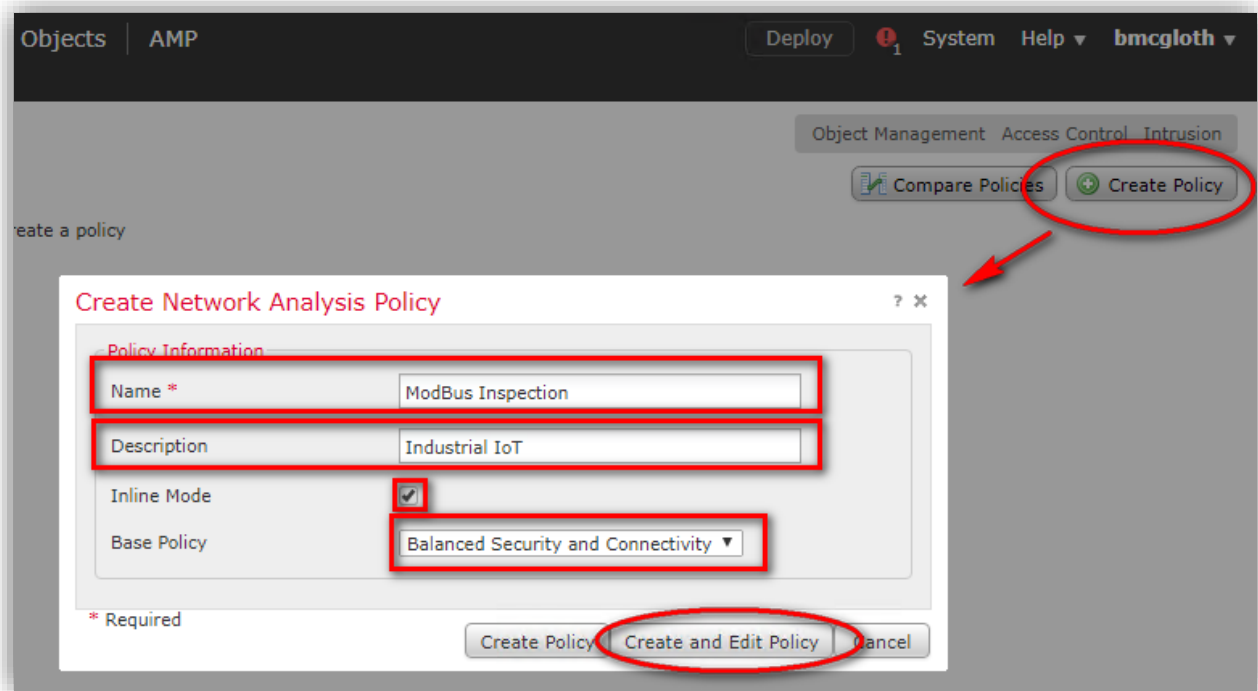 Objects AMP Deploy 1 System Help ▾ bmcgloth ▾
Object Management Access Control Intrusion
Compare Policies Create Policy
reate a policy
Create Network Analysis Policy ?
Policy Information
Name * ModBus Inspection
Description Industrial IoT
Inline Mode
Base Policy Balanced Security and Connectivity ▼
* Required
Create Policy Create and Edit Policy Cancel